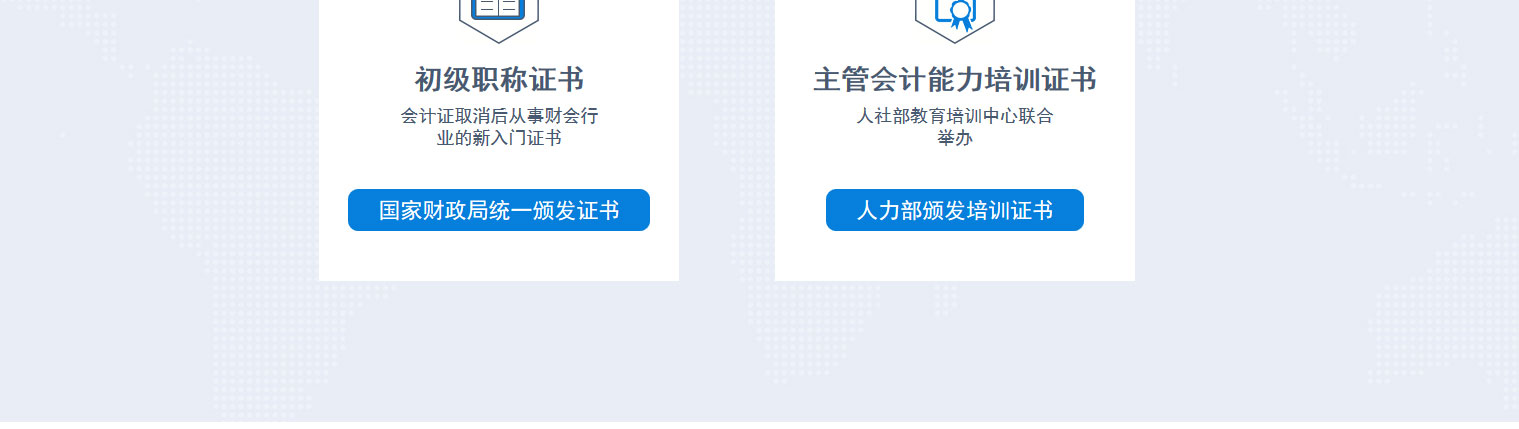 初级职称证书
会计证取消后从事财会行
业的新入门证书
国家财政局统一颁发证书
主管会计能力培训证书
人社部教育培训中心联合
举办
人力部颁发培训证书